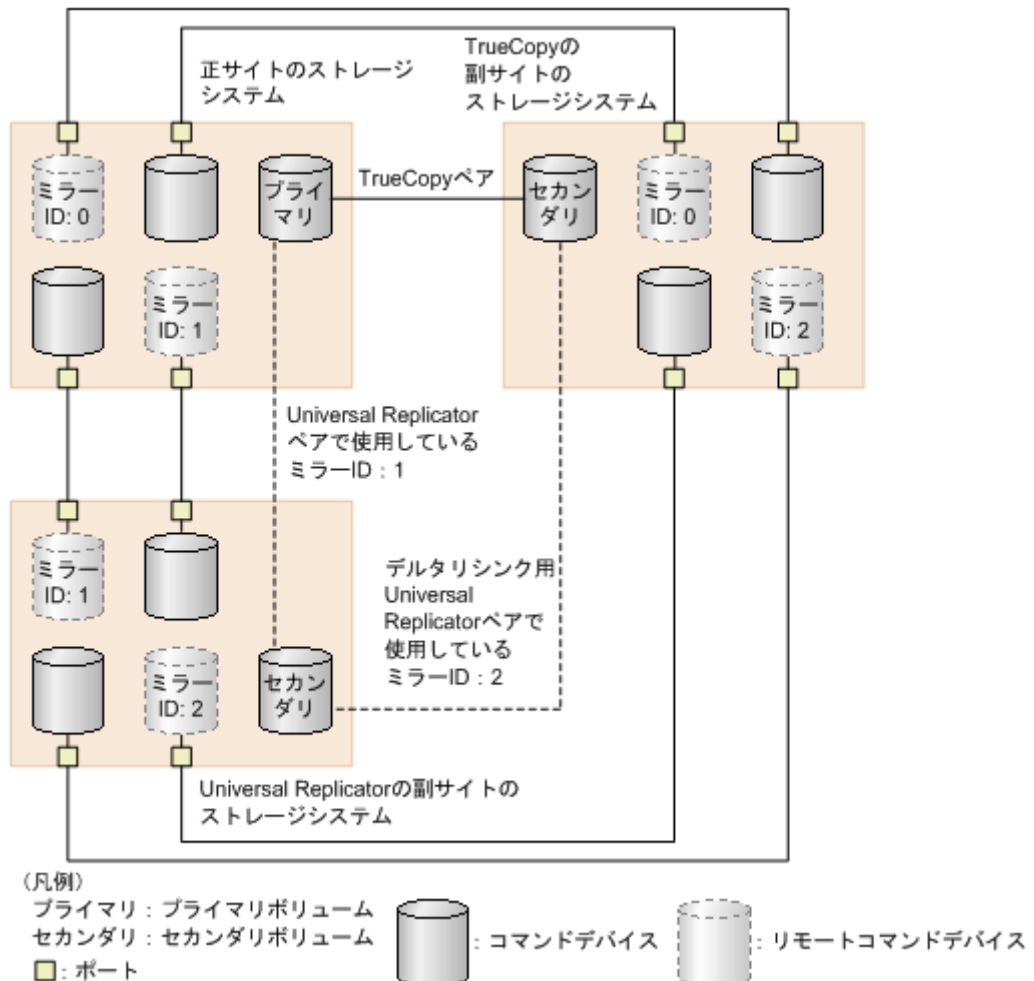 正サイトのストレージ
システム
TrueCopyの
副サイトの
ストレージシステム
ミラー
ID: 0
プライ
マリ
TrueCopyペア
セカン
ダリ
ミラー
ID: 0
ミラー
ID: 1
ミラー
ID: 2
Universal Replicator
ペアで使用している
ミラーID：1
ミラー
ID: 1
デルタリシンク用
Universal
Replicatorペアで
使用している
ミラーID：2
ミラー
ID: 2
セカン
ダリ
Universal Replicatorの副サイトの
ストレージシステム
（凡例）
プライマリ：プライマリボリューム
セカンダリ：セカンダリボリューム
：ポート
：コマンドデバイス
：リモートコマンドデバイス